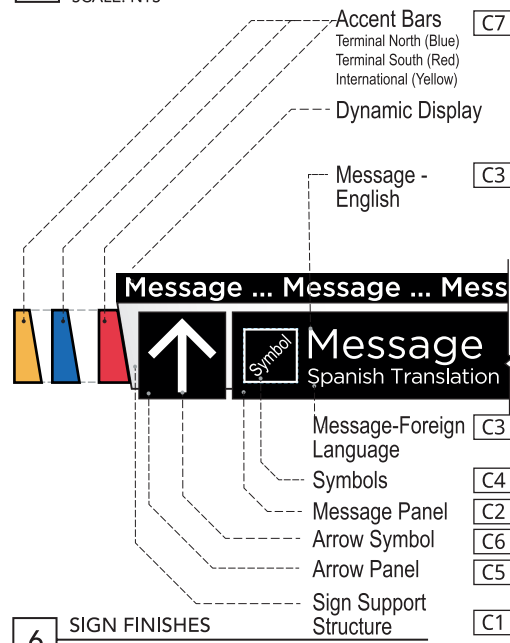 SCALE: NTS
Accent Bars C7
Terminal North (Blue)
Terminal South (Red)
International (Yellow)
Dynamic Display
Message - C3
English
Message ... Message ... Mess
Symbol
Message
Spanish Translation
Message-Foreign C3
Language
Symbols C4
Message Panel C2
Arrow Symbol C6
Arrow Panel C5
Sign Support
Structure C1
6 SIGN FINISHES